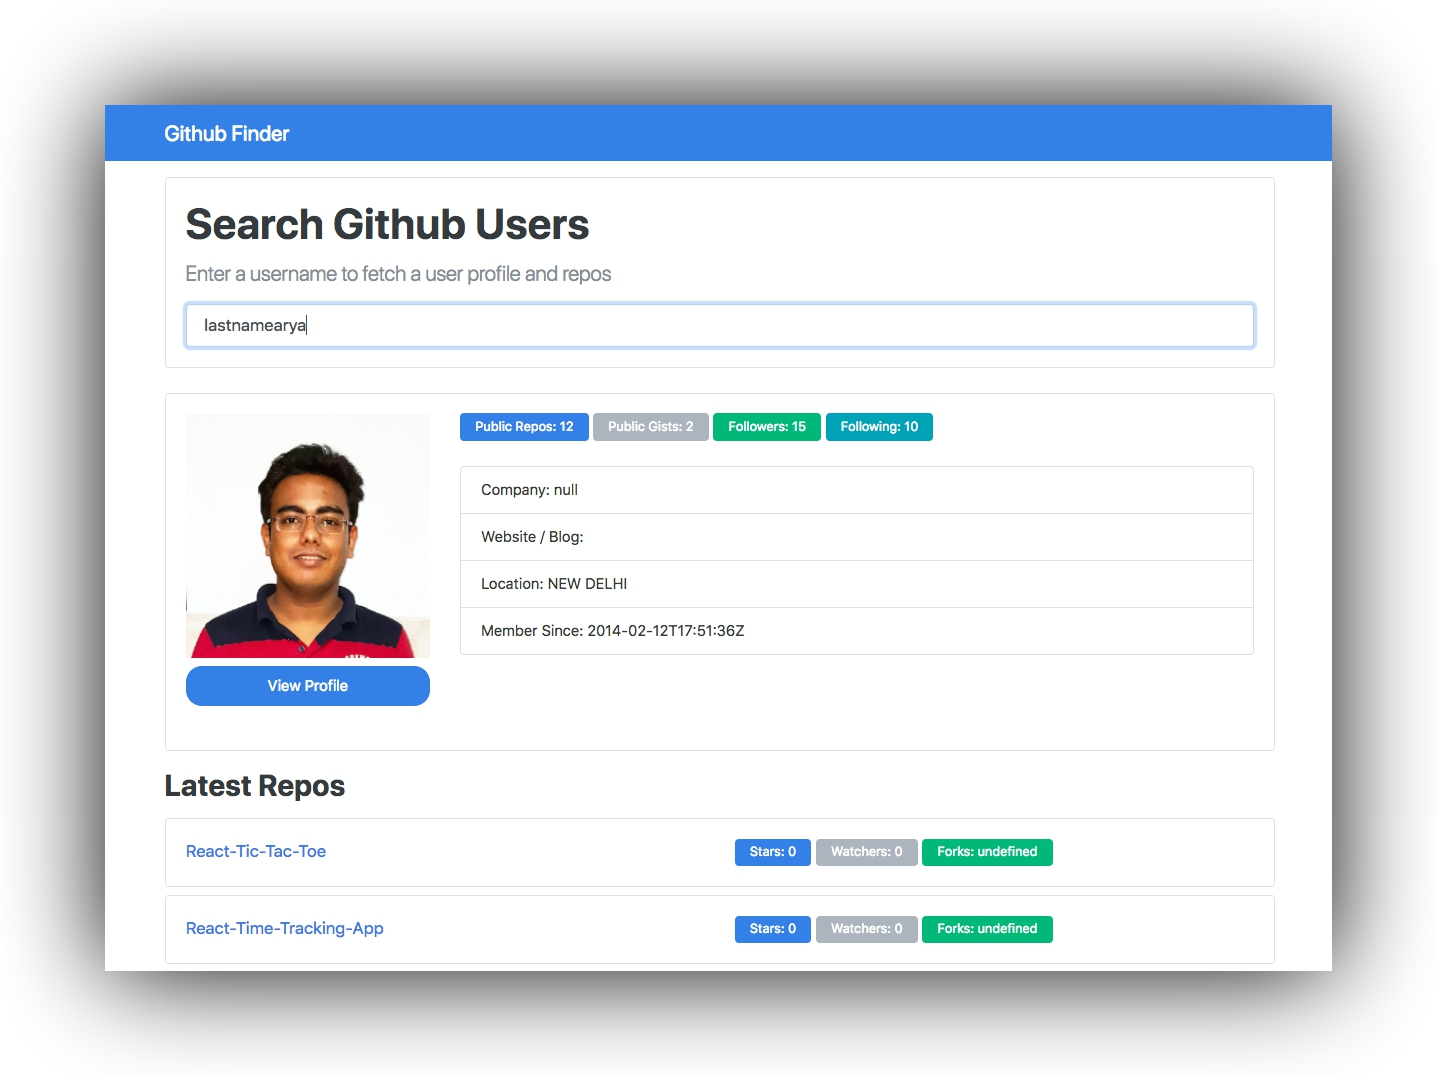 Github Finder
Search Github Users
Enter a username to fetch a user profile and repos
lastnamearya
Public Repos: 12 Public Gists: 2 Followers: 15 Following: 10
Company: null
Website / Blog:
Location: NEW DELHI
Member Since: 2014-02-12T17:51:36Z
View Profile
Latest Repos
React-Tic-Tac-Toe Stars: 0 Watchers: 0 Forks: undefined
React-Time-Tracking-App Stars: 0 Watchers: 0 Forks: undefined